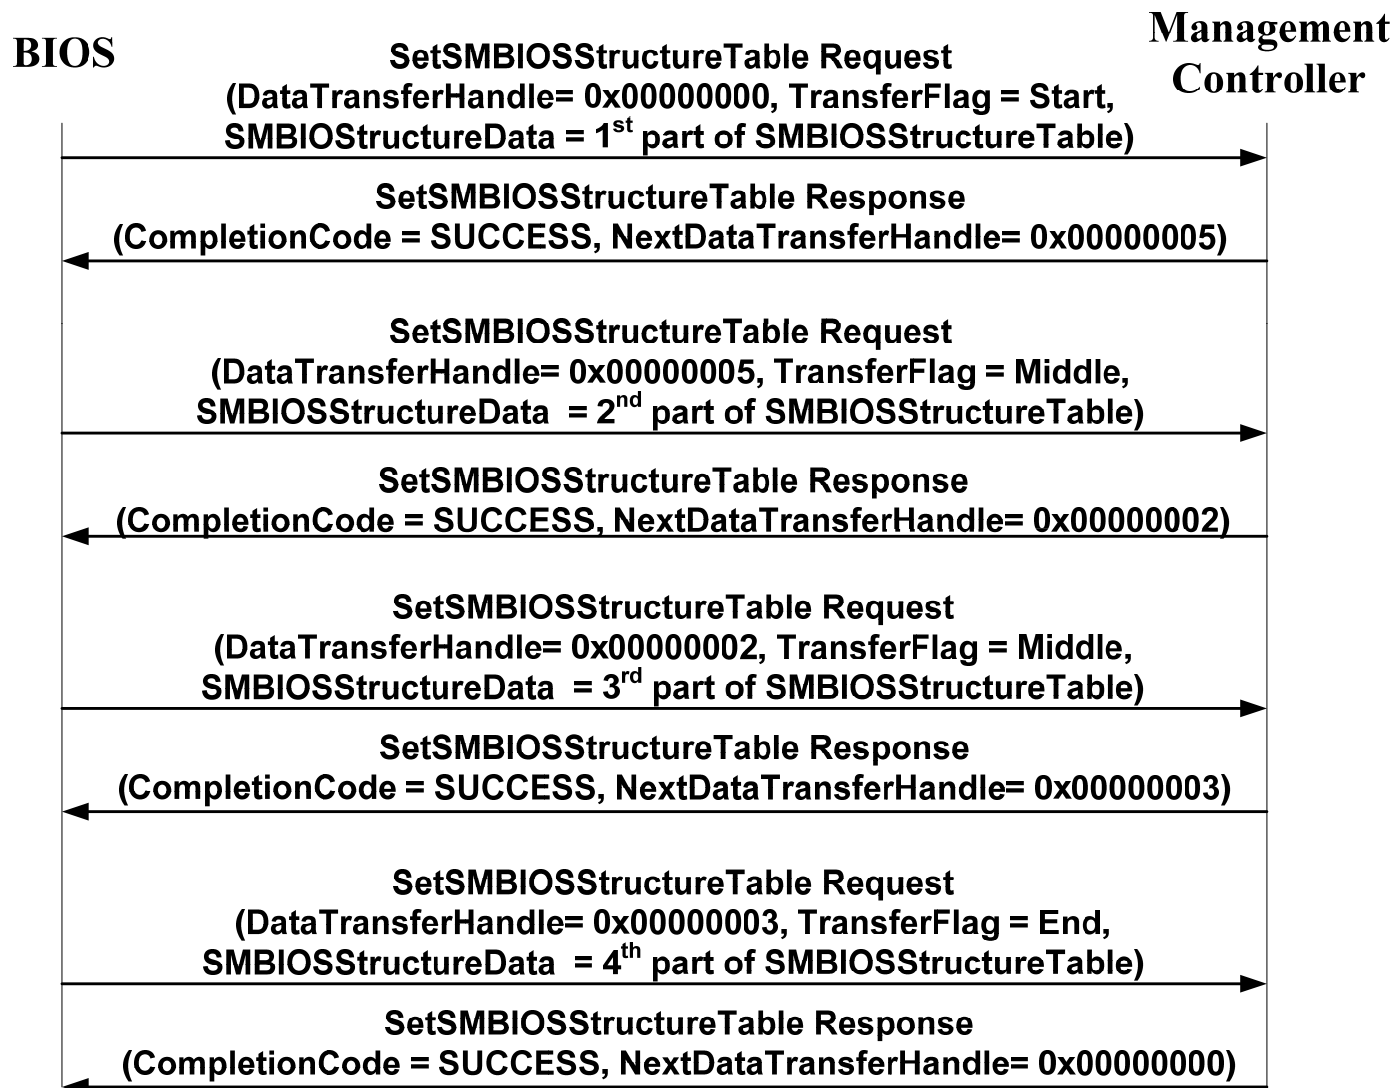 BIOS
Management
Controller
SetSMBIOSStructureTable Request
(DataTransferHandle= 0x00000000, TransferFlag = Start,
SMBIOStructureData = 1st part of SMBIOSStructureTable)
SetSMBIOSStructureTable Response
(CompletionCode = SUCCESS, NextDataTransferHandle= 0x00000005)
SetSMBIOSStructureTable Request
(DataTransferHandle= 0x00000005, TransferFlag = Middle,
SMBIOSStructureData = 2nd part of SMBIOSStructureTable)
SetSMBIOSStructureTable Response
(CompletionCode = SUCCESS, NextDataTransferHandle= 0x00000002)
SetSMBIOSStructureTable Request
(DataTransferHandle= 0x00000002, TransferFlag = Middle,
SMBIOSStructureData = 3rd part of SMBIOSStructureTable)
SetSMBIOSStructureTable Response
(CompletionCode = SUCCESS, NextDataTransferHandle= 0x00000003)
SetSMBIOSStructureTable Request
(DataTransferHandle= 0x00000003, TransferFlag = End,
SMBIOSStructureData = 4th part of SMBIOSStructureTable)
SetSMBIOSStructureTable Response
(CompletionCode = SUCCESS, NextDataTransferHandle= 0x00000000)